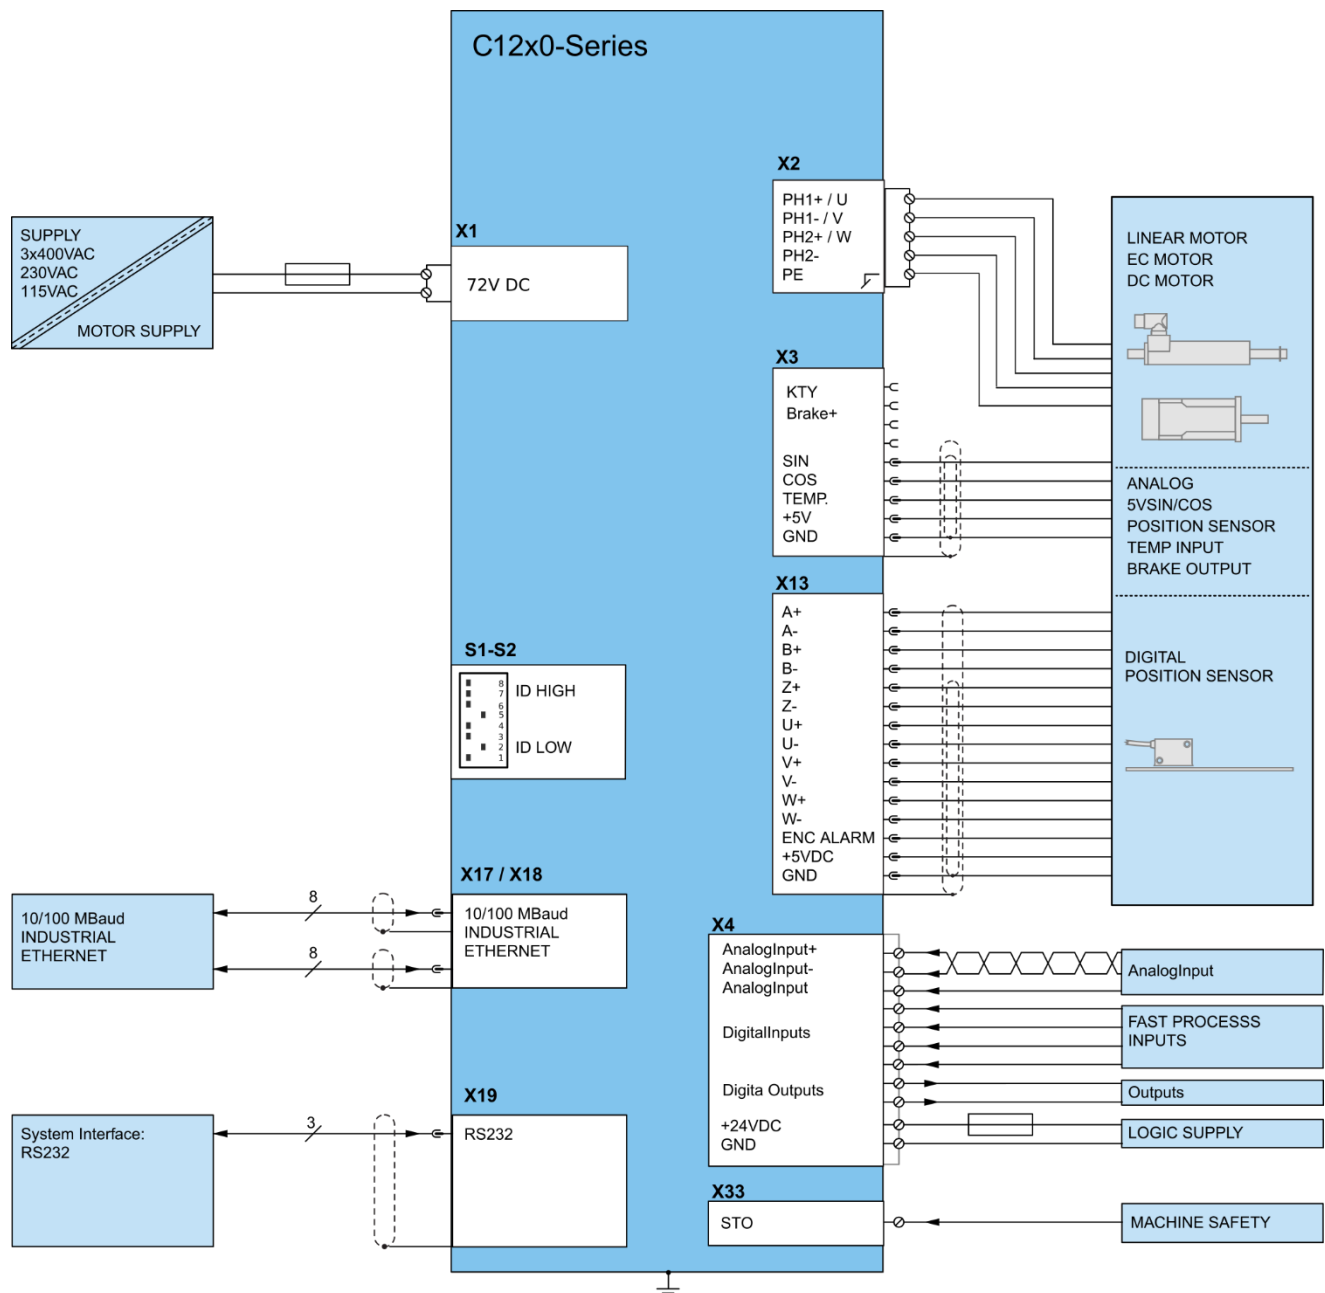 C12x0-Series
SUPPLY
3x400VAC
230VAC
115VAC
MOTOR SUPPLY
X1
72V DC
X2
PH1+ / U
PH1- / V
PH2+ / W
PH2-
PE
LINEAR MOTOR
EC MOTOR
DC MOTOR
X3
KTY
Brake+
SIN
COS
TEMP.
+5V
GND
ANALOG
5VSIN/COS
POSITION SENSOR
TEMP INPUT
BRAKE OUTPUT
X13
A+
A-
B+
B-
Z+
Z-
U+
U-
V+
V-
W+
W-
ENC ALARM
+5VDC
GND
DIGITAL
POSITION SENSOR
S1-S2
8
7
6
5
4
3
2
1
ID HIGH
ID LOW
X17 / X18
10/100 MBaud
INDUSTRIAL
ETHERNET
8
8
10/100 MBaud
INDUSTRIAL
ETHERNET
X4
AnalogInput+
AnalogInput-
AnalogInput
DigitalInputs
Digita Outputs
+24VDC
GND
AnalogInput
FAST PROCESSS
INPUTS
Outputs
LOGIC SUPPLY
X19
RS232
3
System Interface:
RS232
X33
STO
MACHINE SAFETY